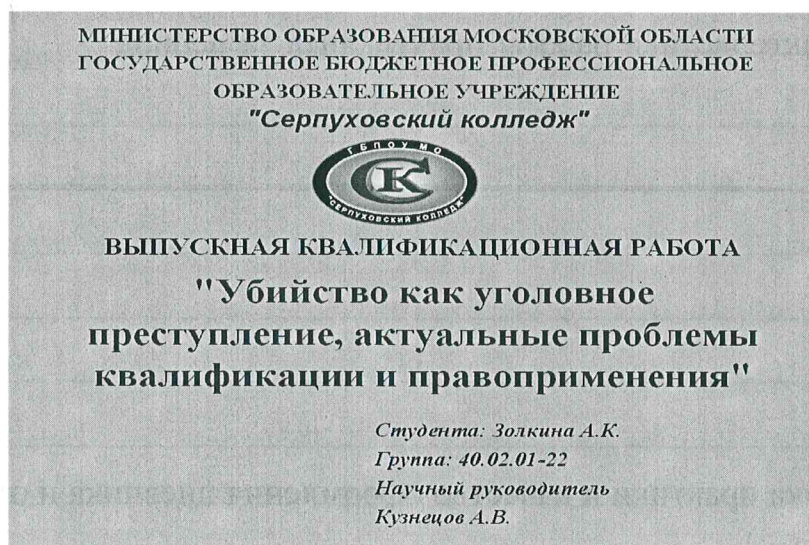 МИНИСТЕРСТВО ОБРАЗОВАНИЯ МОСКОВСКОЙ ОБЛАСТИ
ГОСУДАРСТВЕННОЕ БЮДЖЕТНОЕ ПРОФЕССИОНАЛЬНОЕ
ОБРАЗОВАТЕЛЬНОЕ УЧРЕЖДЕНИЕ
"Серпуховский колледж"
ГБПОУ МО
СК
"СЕРПУХОВСКИЙ КОЛЛЕДЖ"
ВЫПУСКНАЯ КВАЛИФИКАЦИОННАЯ РАБОТА
"Убийство как уголовное
преступление, актуальные проблемы
квалификации и правоприменения"
Студента: Золкина А.К.
Группа: 40.02.01-22
Научный руководитель
Кузнецов А.В.